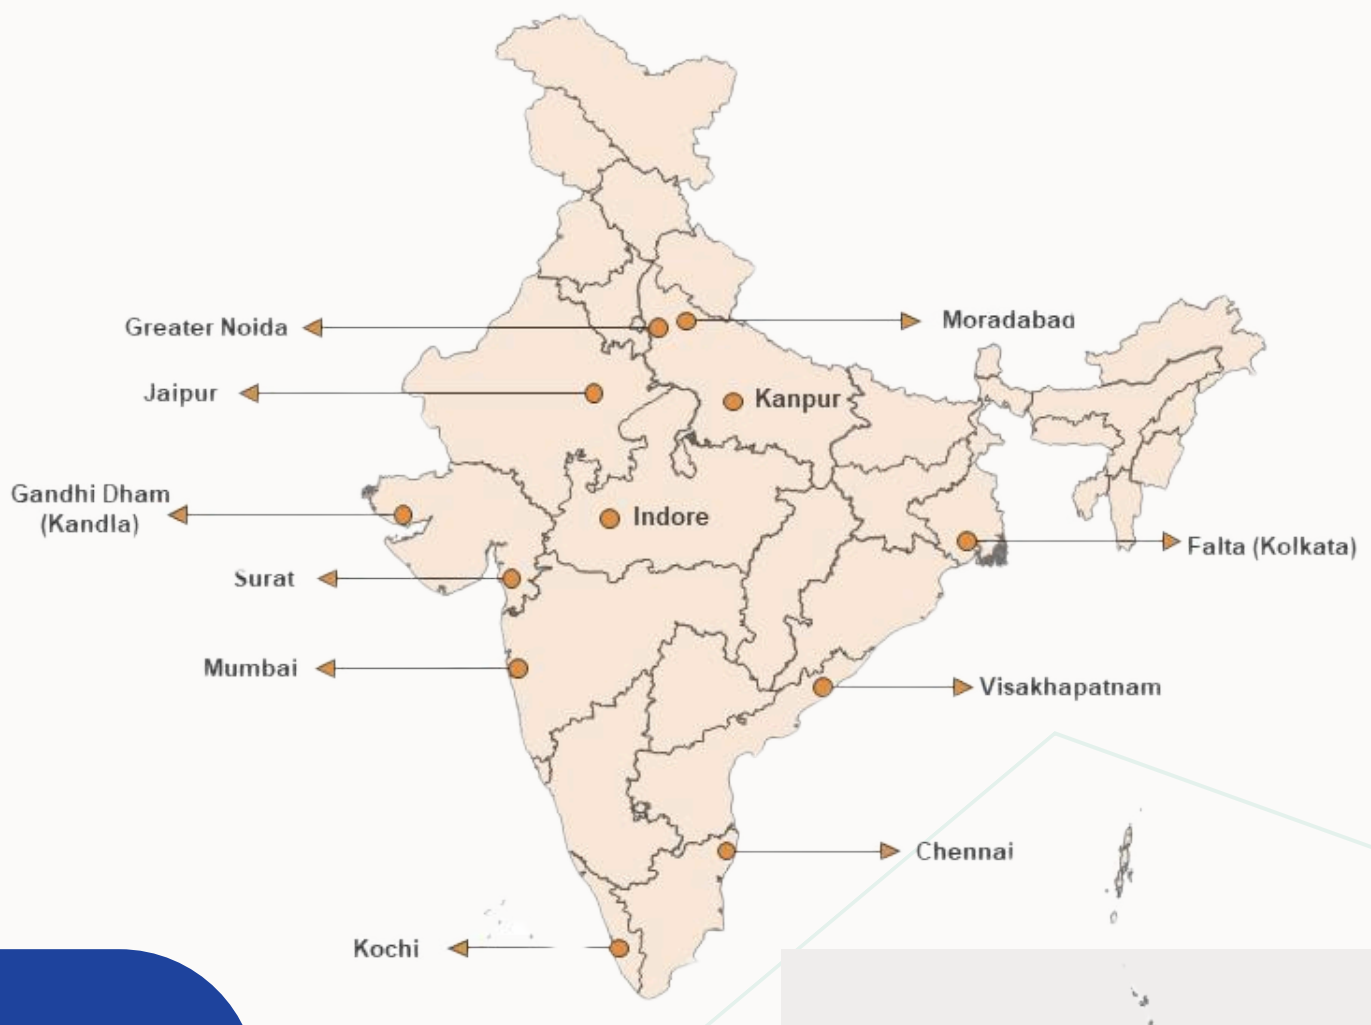 Greater Noida
Moradabad
Jaipur
Kanpur
Gandhi Dham
(Kandla)
Indore
Falta (Kolkata)
Surat
Mumbai
Visakhapatnam
Chennai
Kochi